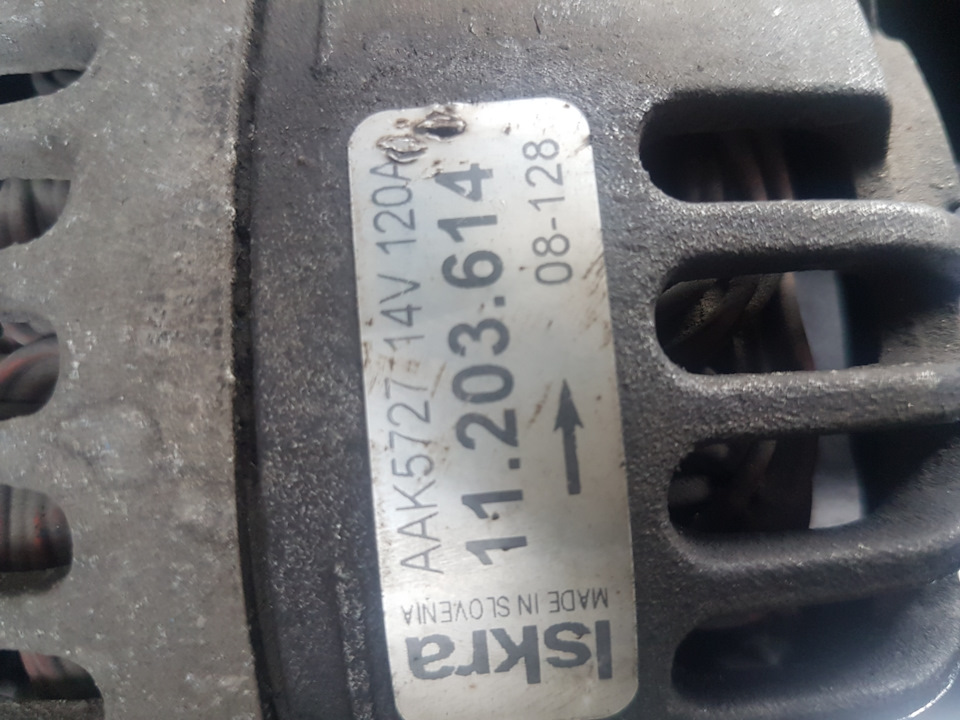 Iskra
MADE IN SLOVENIA
AAK5727 14V 120A
11.203.614
08-128